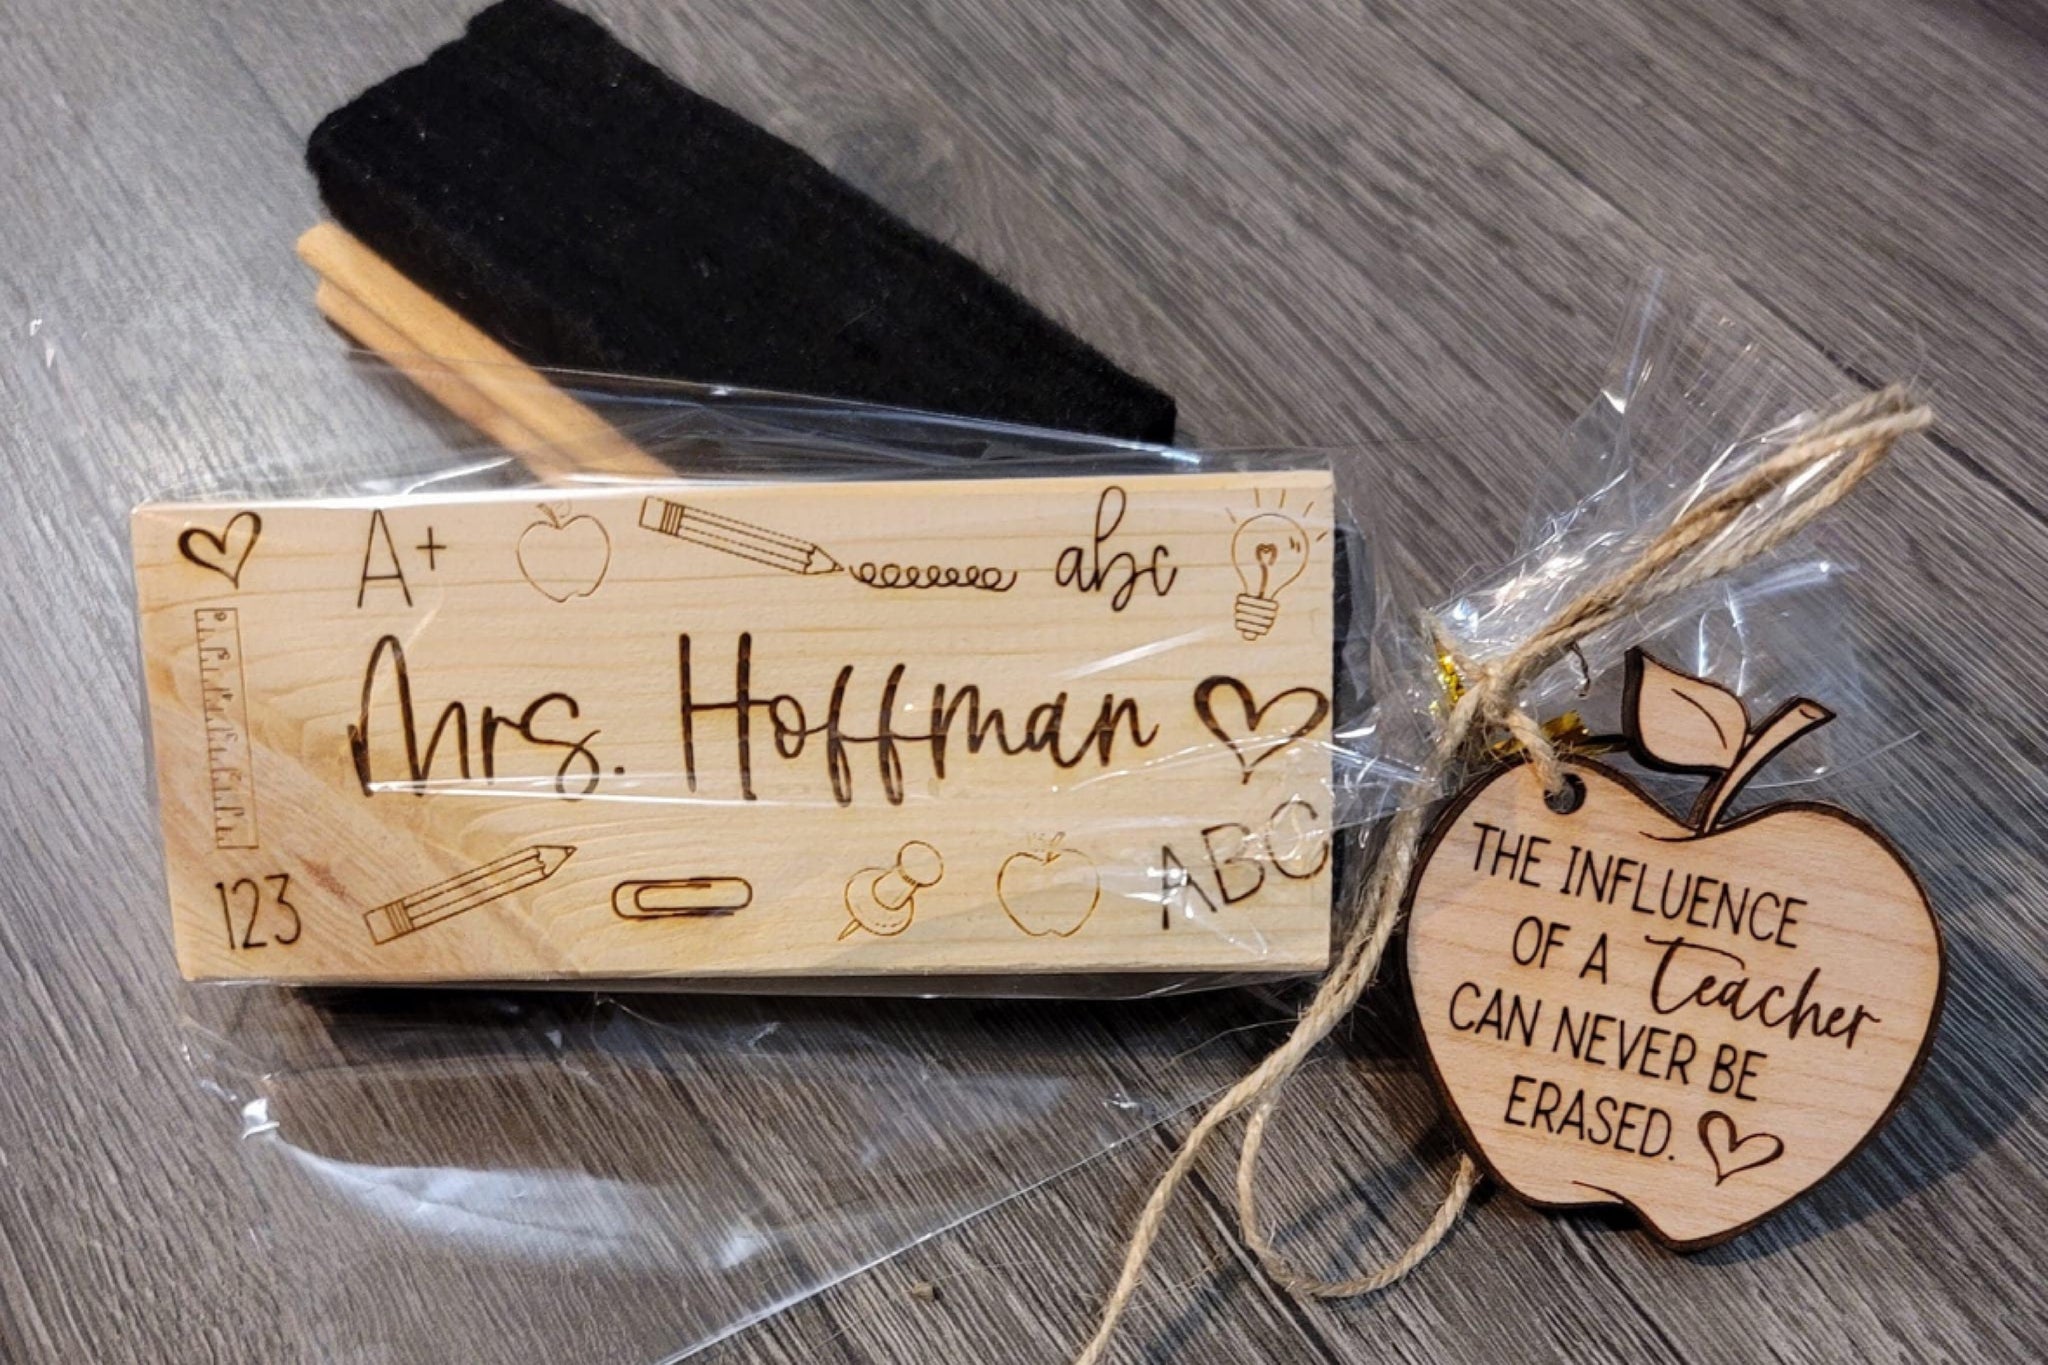 A+
abc
Mrs. Hoffman
123
ABC
THE INFLUENCE
OF A teacher
CAN NEVER BE
ERASED.